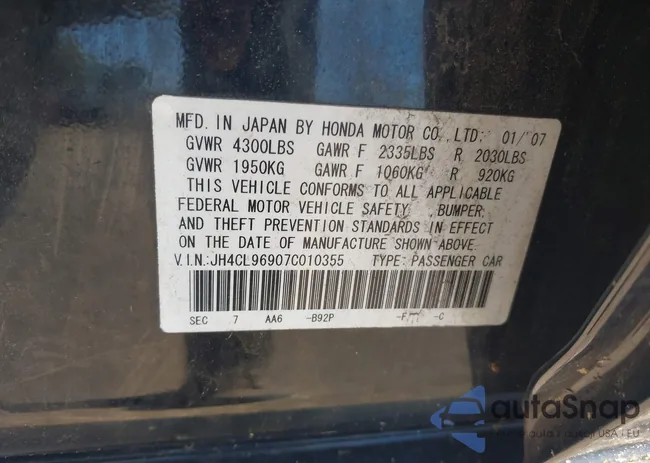 MFD. IN JAPAN BY HONDA MOTOR CO.,LTD: 01/'07
GVWR 4300LBS GAWR F 2335LBS R 2030LBS
GVWR 1950KG GAWR F 1060KG R 920KG
THIS VEHICLE CONFORMS TO ALL APPLICABLE
FEDERAL MOTOR VEHICLE SAFETY, BUMPER,
AND THEFT PREVENTION STANDARDS IN EFFECT
ON THE DATE OF MANUFACTURE SHOWN ABOVE.
V.I.N.:JH4CL96907C010355 TYPE: PASSENGER CAR
SEC 7 AA6 -B92P -F -C
autoSnap
USA i EU